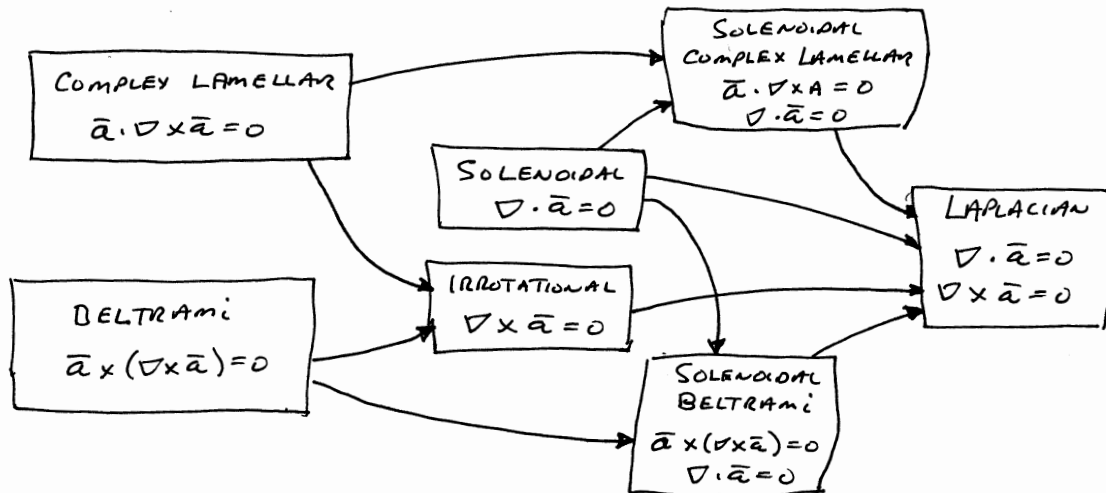 COMPLEX LAMELLAR
ā · ∇ × ā = 0
SOLENOIDAL
COMPLEX LAMELLAR
ā · ∇ × A = 0
∇ · ā = 0
SOLENOIDAL
∇ · ā = 0
LAPLACIAN
∇ · ā = 0
∇ × ā = 0
BELTRAMi
ā × (∇ × ā) = 0
IRROTATIONAL
∇ × ā = 0
SOLENOIDAL
BELTRAMi
ā × (∇ × ā) = 0
∇ · ā = 0